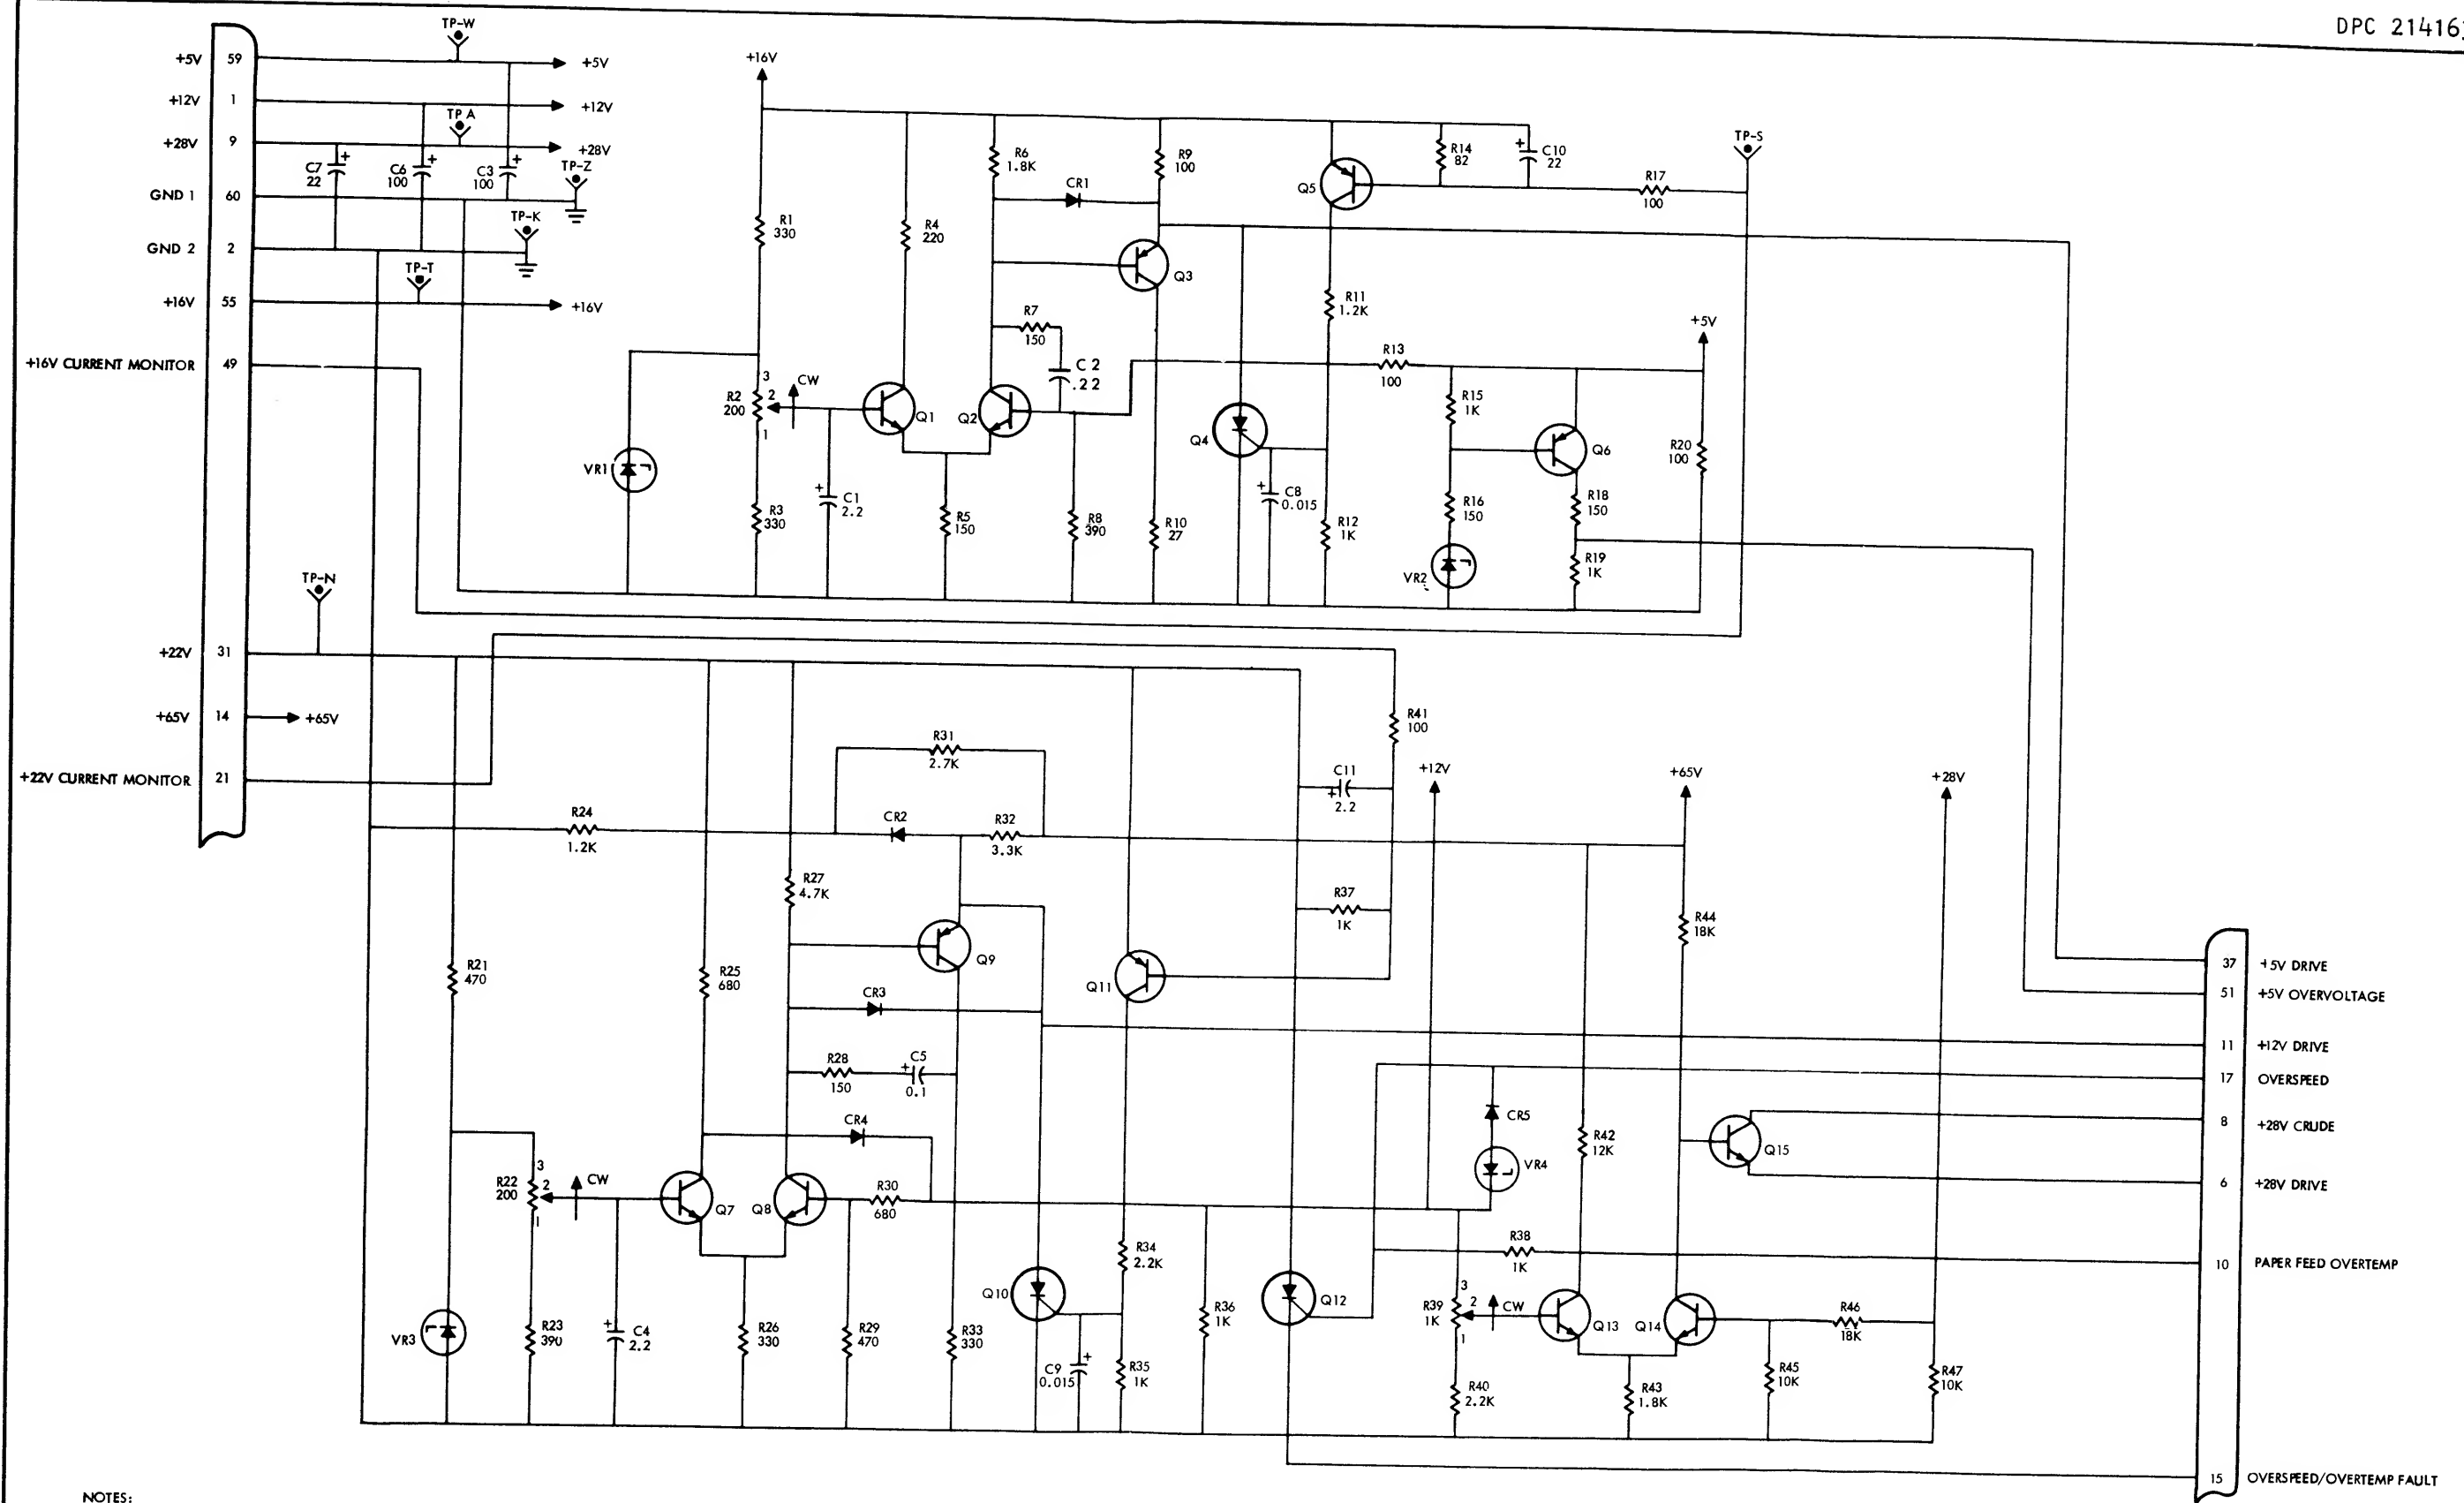 DPC 21416
TP-W
+5V 59 +5V
+12V 1 +12V
TP A
+28V 9 +28V
C7 22
C6 100
C3 100
TP-Z
GND 1 60
TP-K
GND 2 2
TP-T
+16V 55 +16V
+16V CURRENT MONITOR 49
+16V
R1 330
R4 220
R6 1.8K
CR1
R9 100
Q5
R14 82
C10 22
R17 100
TP-S
Q3
R7 150
C 2 .22
R11 1.2K
R13 100
+5V
R2 200
3
2
1
CW
Q1
Q2
Q4
R15 1K
Q6
R20 100
VR1
C1 2.2
R3 330
R5 150
R8 390
R10 27
C8 0.015
R12 1K
R16 150
R18 150
VR2
R19 1K
TP-N
+22V 31
+65V 14 +65V
+22V CURRENT MONITOR 21
R41 100
R31 2.7K
C11 2.2
+12V
+65V
+28V
R24 1.2K
CR2
R32 3.3K
R27 4.7K
R37 1K
R44 18K
R21 470
R25 680
Q9
Q11
CR3
R28 150
C5 0.1
CR4
CR5
VR4
R42 12K
Q15
R22 200
3
2
1
CW
Q7
Q8
R30 680
R34 2.2K
R38 1K
Q10
Q12
R36 1K
R39 1K
3
2
1
CW
Q13
Q14
R46 18K
VR3
R23 390
C4 2.2
R26 330
R29 470
R33 330
C9 0.015
R35 1K
R40 2.2K
R43 1.8K
R45 10K
R47 10K
37 +5V DRIVE
51 +5V OVERVOLTAGE
11 +12V DRIVE
17 OVERSPEED
8 +28V CRUDE
6 +28V DRIVE
10 PAPER FEED OVERTEMP
15 OVERSPEED/OVERTEMP FAULT
NOTES: